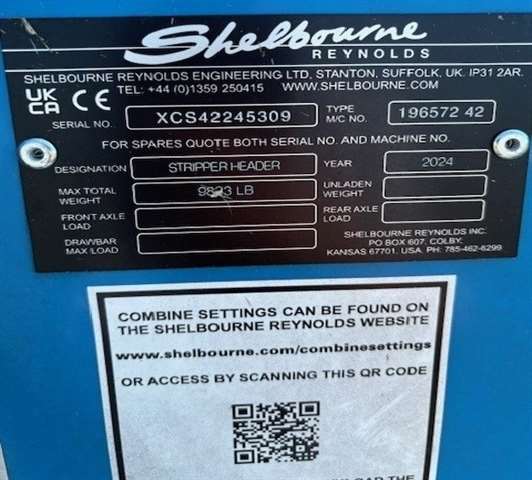 Shelbourne
REYNOLDS
SHELBOURNE REYNOLDS ENGINEERING LTD, STANTON, SUFFOLK, UK. IP31 2AR.
TEL: +44 (0)1359 250415 WWW.SHELBOURNE.COM
UK
CA CE
SERIAL NO. XCS42245309 TYPE M/C NO. 196572 42
FOR SPARES QUOTE BOTH SERIAL NO. AND MACHINE NO.
DESIGNATION STRIPPER HEADER YEAR 2024
MAX TOTAL WEIGHT LB UNLADEN WEIGHT
FRONT AXLE LOAD REAR AXLE LOAD
DRAWBAR MAX LOAD
SHELBOURNE REYNOLDS INC.
PO BOX 607, COLBY,
KANSAS 67701. USA. PH: 785-462-6299
COMBINE SETTINGS CAN BE FOUND ON
THE SHELBOURNE REYNOLDS WEBSITE
www.shelbourne.com/combinesettings
OR ACCESS BY SCANNING THIS QR CODE